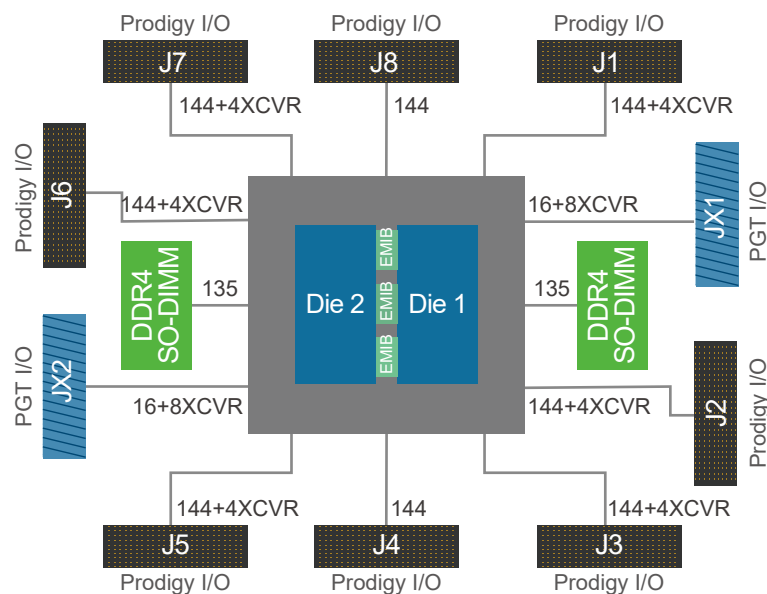 Prodigy I/O
Prodigy I/O
Prodigy I/O
J7
J8
J1
144+4XCVR
144
144+4XCVR
Prodigy I/O
J6
144+4XCVR
16+8XCVR
JX1
PGT I/O
DDR4
SO-DIMM
135
Die 2
EMIB
EMIB
EMIB
Die 1
135
DDR4
SO-DIMM
PGT I/O
JX2
16+8XCVR
144+4XCVR
J2
Prodigy I/O
144+4XCVR
144
144+4XCVR
J5
J4
J3
Prodigy I/O
Prodigy I/O
Prodigy I/O